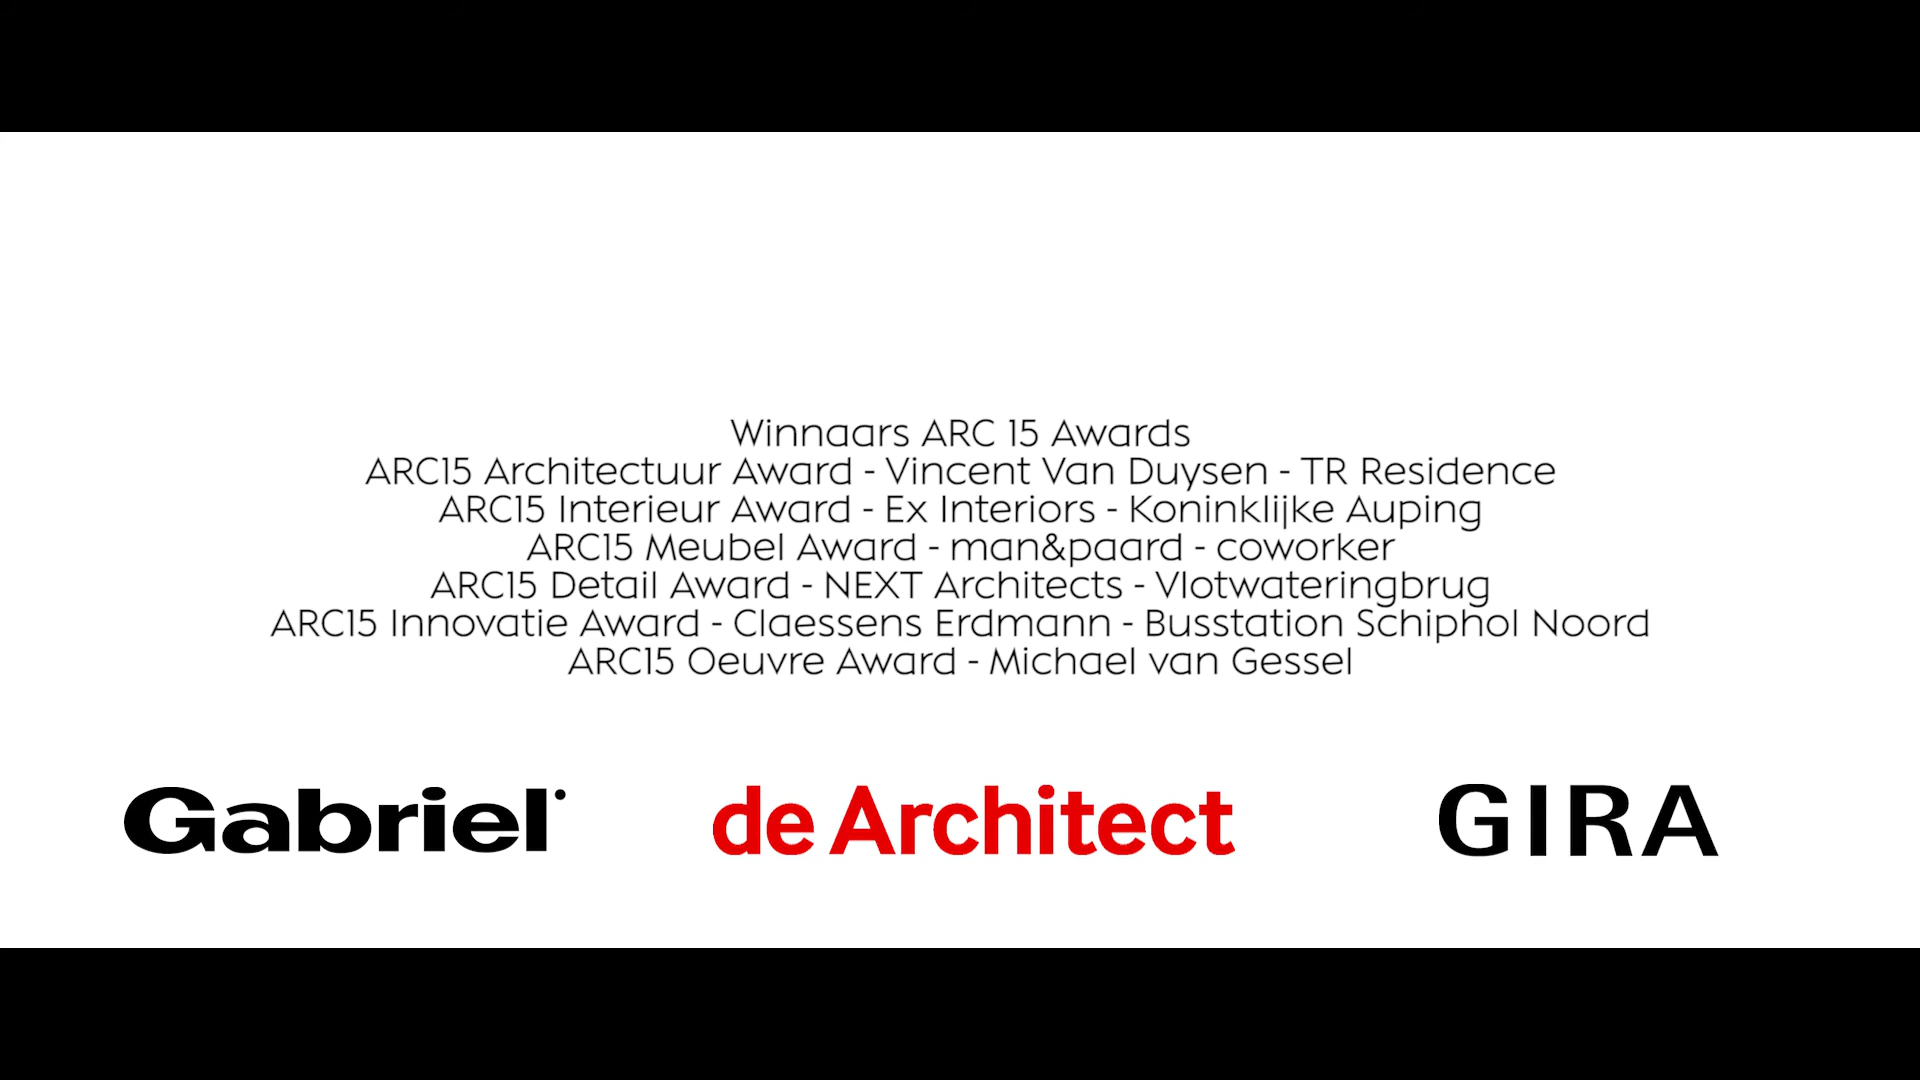 Winnaars ARC 15 Awards
ARC15 Architectuur Award - Vincent Van Duysen - TR Residence
ARC15 Interieur Award - Ex Interiors - Koninklijke Auping
ARC15 Meubel Award - man&paard - coworker
ARC15 Detail Award - NEXT Architects - Vlotwateringbrug
ARC15 Innovatie Award - Claessens Erdmann - Busstation Schiphol Noord
ARC15 Oeuvre Award - Michael van Gessel
Gabriel de Architect GIRA